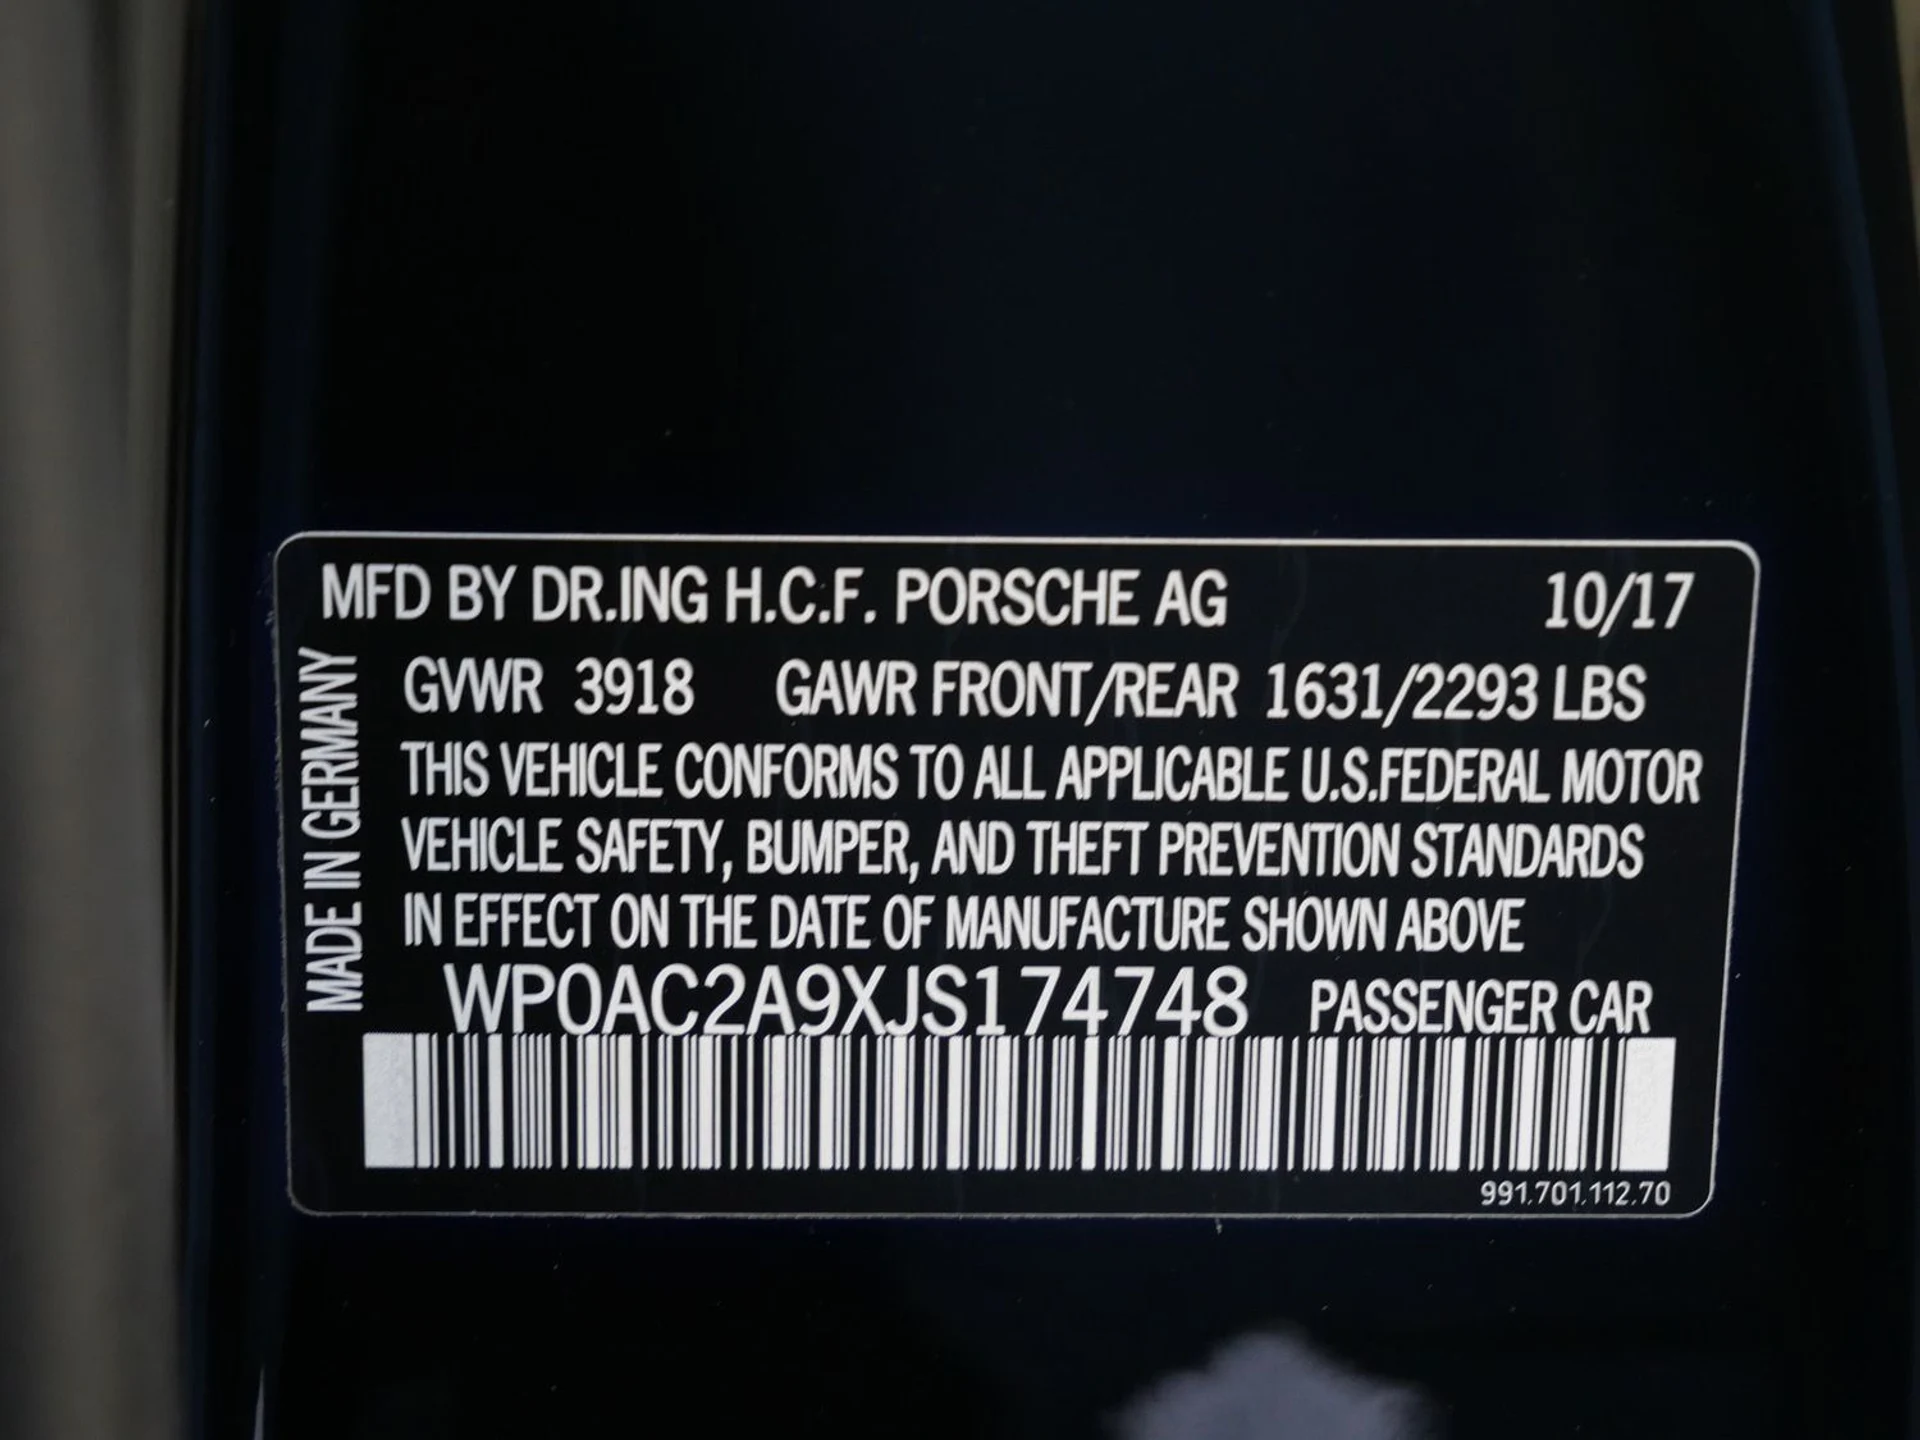 MFD BY DR.ING H.C.F. PORSCHE AG 10/17
MADE IN GERMANY
GVWR 3918 GAWR FRONT/REAR 1631/2293 LBS
THIS VEHICLE CONFORMS TO ALL APPLICABLE U.S.FEDERAL MOTOR
VEHICLE SAFETY, BUMPER, AND THEFT PREVENTION STANDARDS
IN EFFECT ON THE DATE OF MANUFACTURE SHOWN ABOVE
WP0AC2A9XJS174748 PASSENGER CAR
991.701.112.70